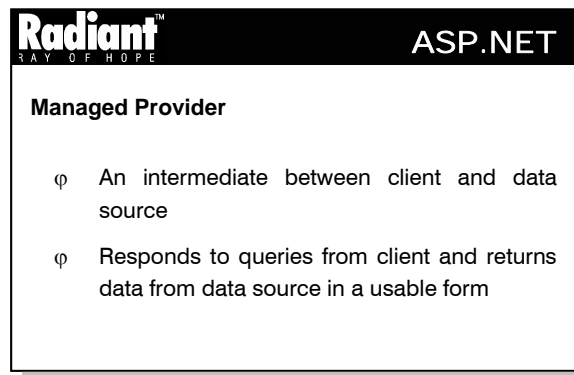 Radiant™ ASP.NET
RAY OF HOPE
Managed Provider
φ An intermediate between client and data
source
φ Responds to queries from client and returns
data from data source in a usable form